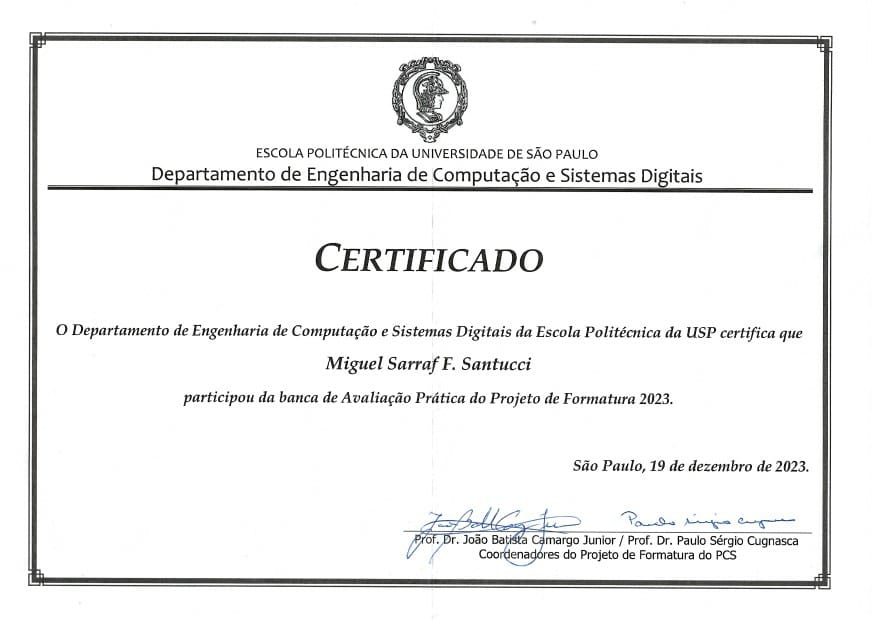 ESCOLA POLITÉCNICA DA UNIVERSIDADE DE SÃO PAULO
Departamento de Engenharia de Computação e Sistemas Digitais
CERTIFICADO
O Departamento de Engenharia de Computação e Sistemas Digitais da Escola Politécnica da USP certifica que
Miguel Sarraf F. Santucci
participou da banca de Avaliação Prática do Projeto de Formatura 2023.
São Paulo, 19 de dezembro de 2023.
Prof. Dr. João Batista Camargo Junior / Prof. Dr. Paulo Sérgio Cugnasca
Coordenadores do Projeto de Formatura do PCS